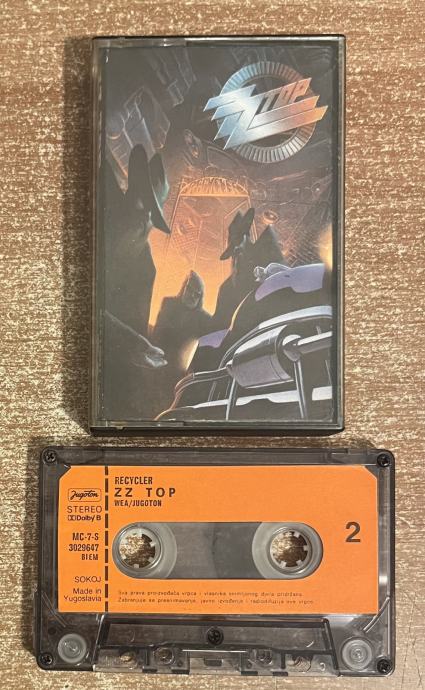 ZZ TOP
RECYCLER
RECYCLER
ZZ TOP
WEA/JUGOTON
Jugoton
STEREO
Dolby B
MC-7-S
3029647
BIEM
SOKOJ
Made in
Yugoslavia
2
Sva prava proizvođača vrpce i vlasnika snimljenog djela pridržana.
Zabranjuje se presnimavanje, javno izvođenje i radiodifuzija ove vrpce.